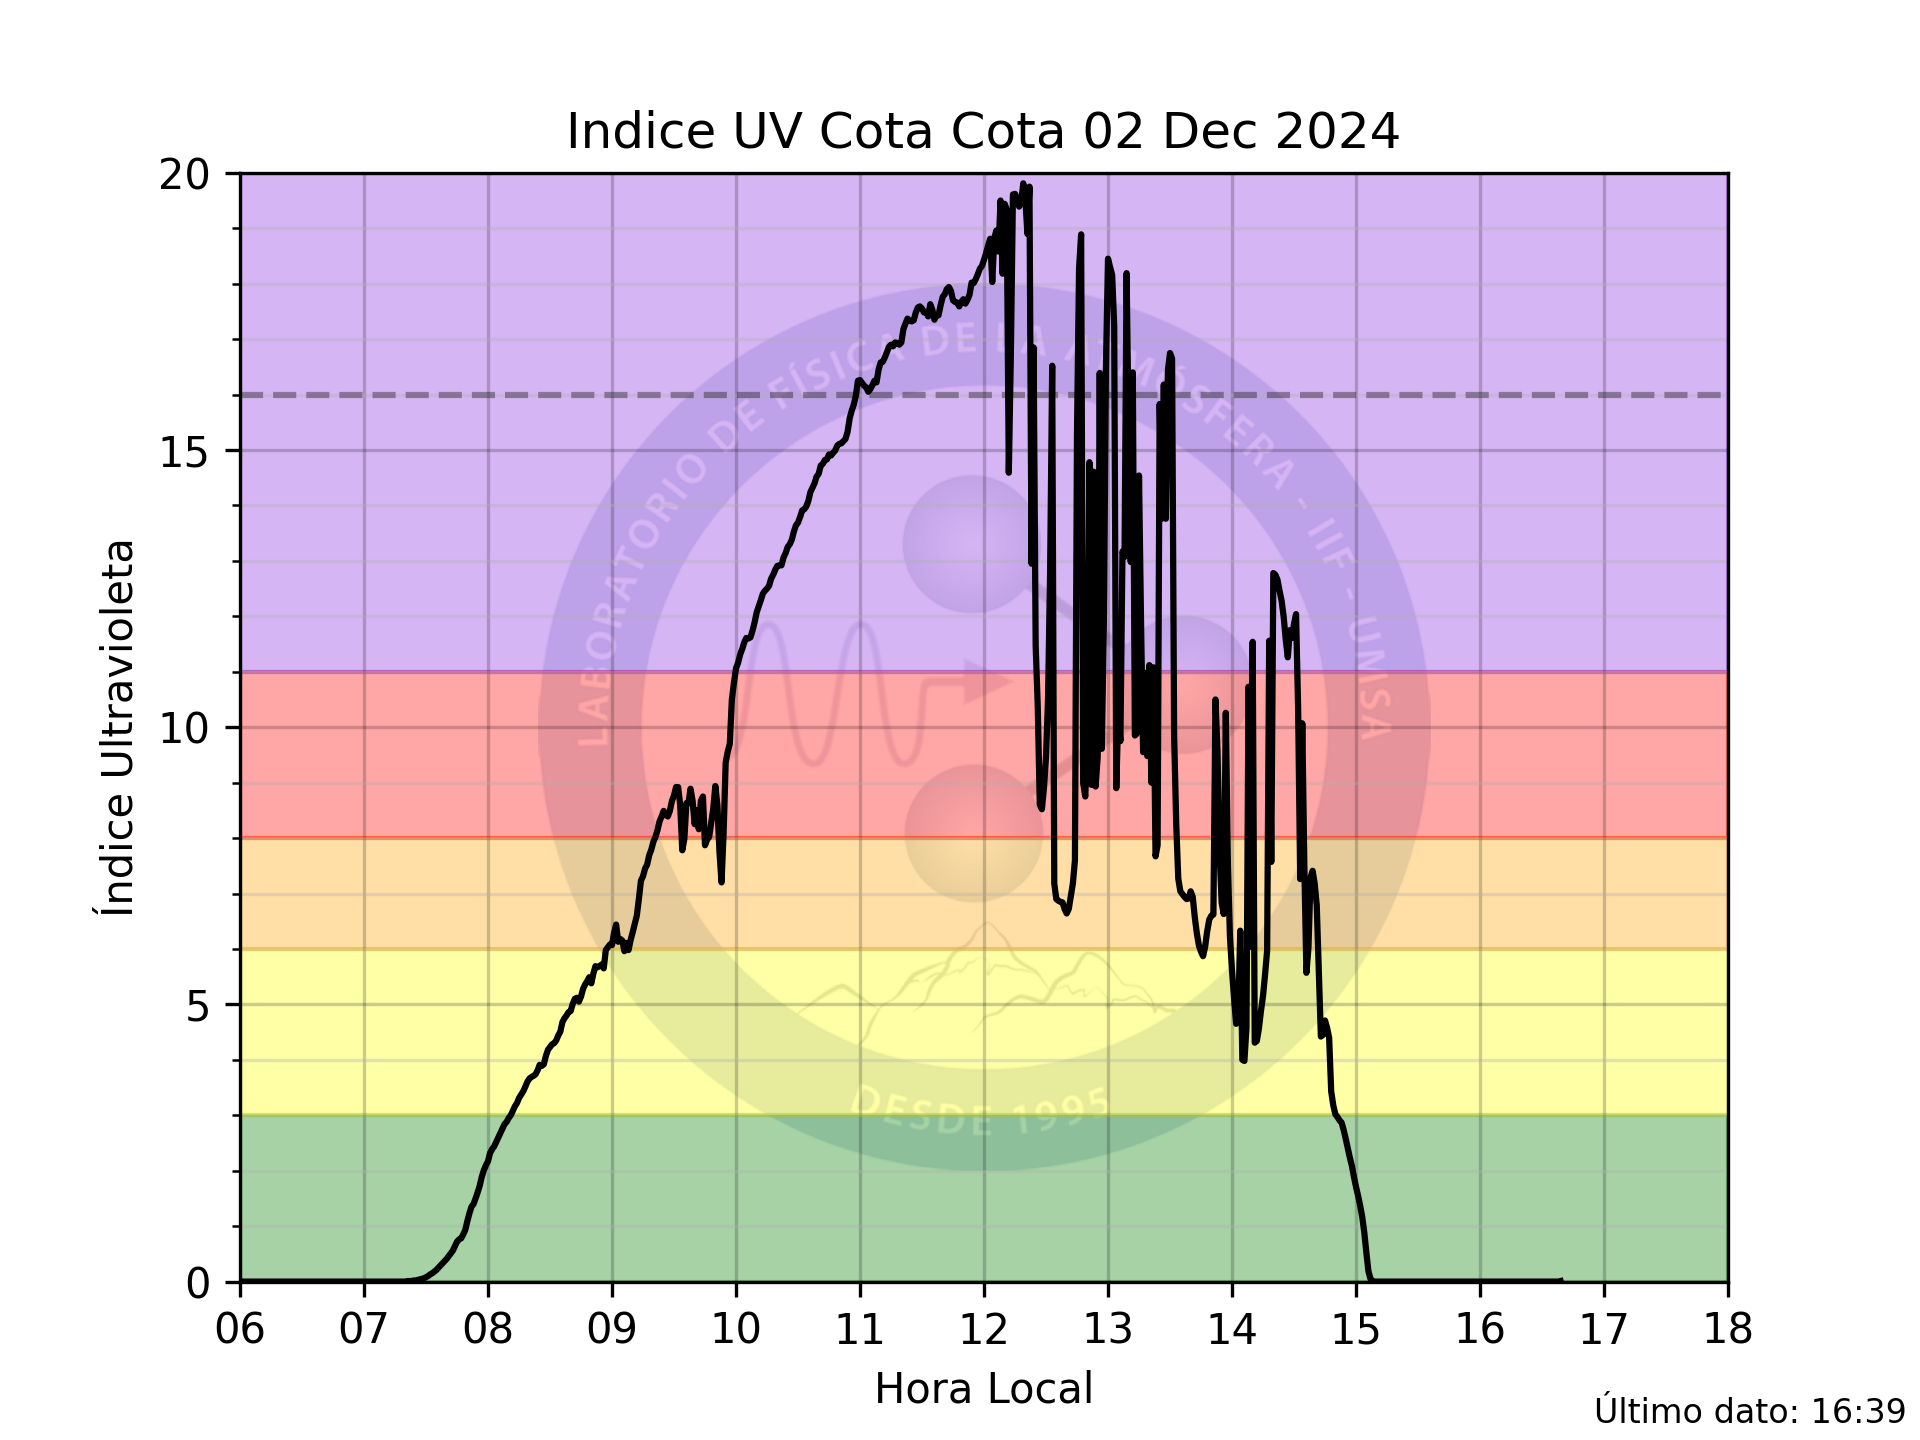 Indice UV Cota Cota 02 Dec 2024
20
15
10
5
0
Índice Ultravioleta
LABORATORIO DE FÍSICA DE LA ATMÓSFERA - IIF - UMSA
DESDE 1995
06 07 08 09 10 11 12 13 14 15 16 17 18
Hora Local
Último dato: 16:39